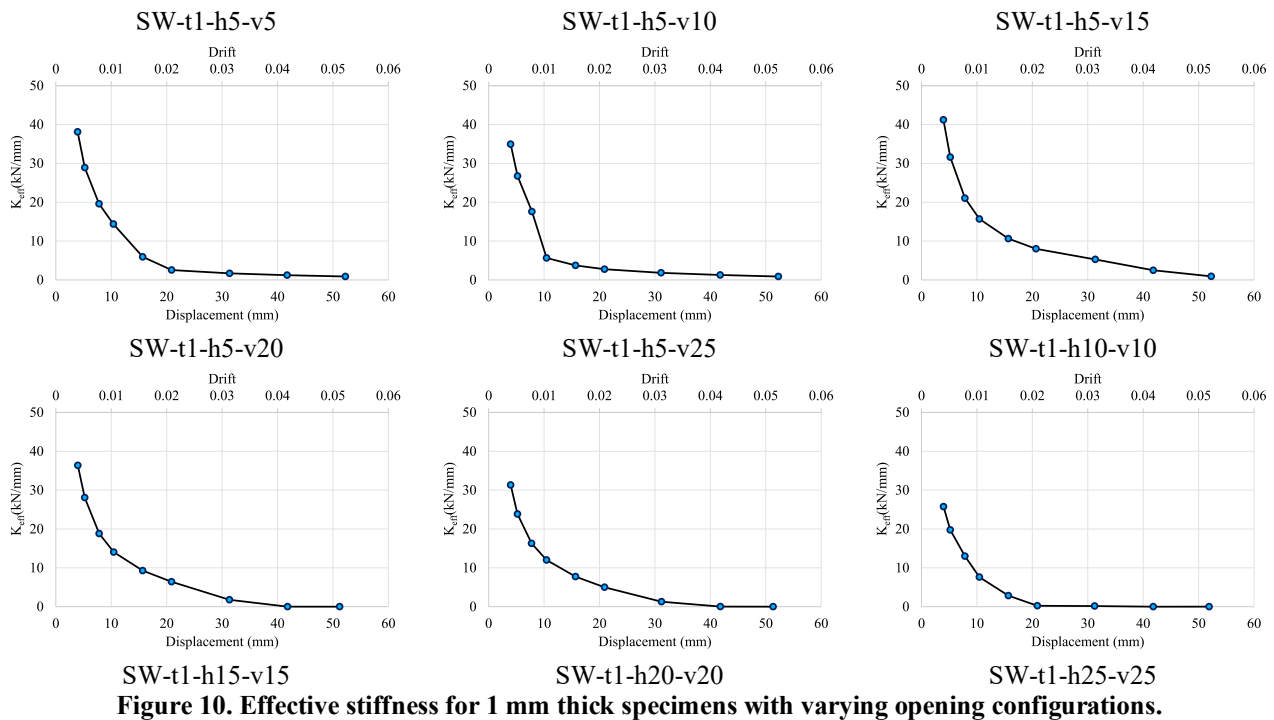 SW-t1-h5-v5
SW-t1-h5-v10
SW-t1-h5-v15
Drift
0 0.01 0.02 0.03 0.04 0.05 0.06
50
40
30
20
10
0
K_eff(kN/mm)
0 10 20 30 40 50 60
Displacement (mm)
Drift
0 0.01 0.02 0.03 0.04 0.05 0.06
50
40
30
20
10
0
K_eff(kN/mm)
0 10 20 30 40 50 60
Displacement (mm)
Drift
0 0.01 0.02 0.03 0.04 0.05 0.06
50
40
30
20
10
0
K_eff(kN/mm)
0 10 20 30 40 50 60
Displacement (mm)
SW-t1-h5-v20
SW-t1-h5-v25
SW-t1-h10-v10
Drift
0 0.01 0.02 0.03 0.04 0.05 0.06
50
40
30
20
10
0
K_eff(kN/mm)
0 10 20 30 40 50 60
Displacement (mm)
Drift
0 0.01 0.02 0.03 0.04 0.05 0.06
50
40
30
20
10
0
K_eff(kN/mm)
0 10 20 30 40 50 60
Displacement (mm)
Drift
0 0.01 0.02 0.03 0.04 0.05 0.06
50
40
30
20
10
0
K_eff(kN/mm)
0 10 20 30 40 50 60
Displacement (mm)
SW-t1-h15-v15
SW-t1-h20-v20
SW-t1-h25-v25
Figure 10. Effective stiffness for 1 mm thick specimens with varying opening configurations.